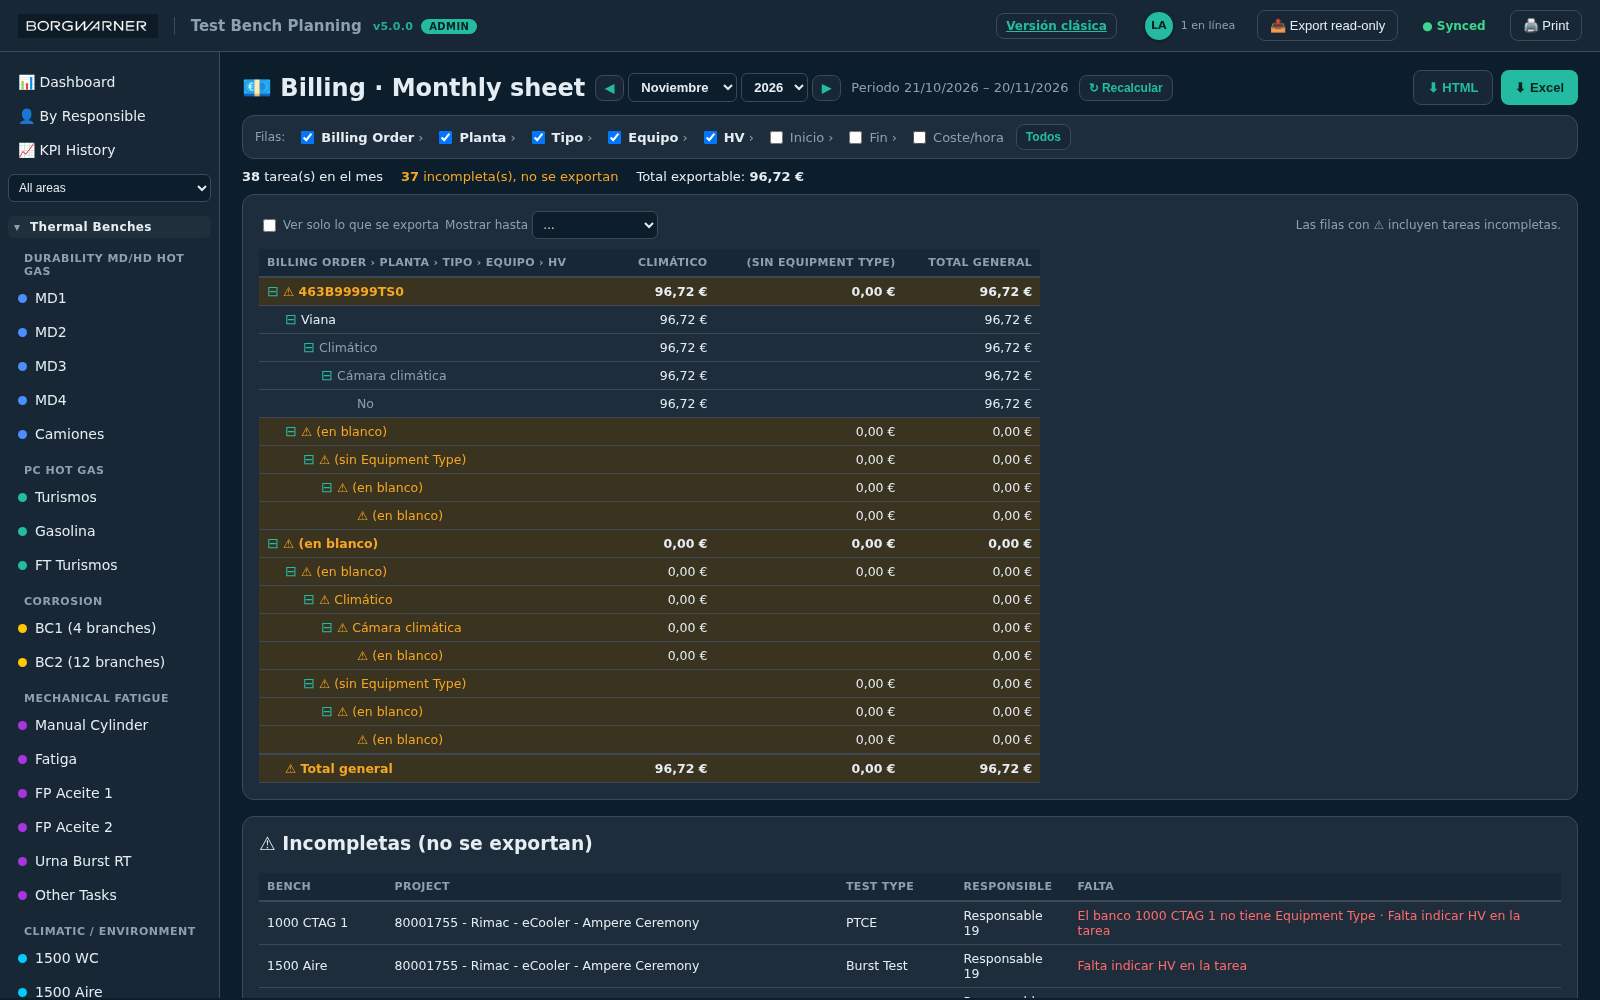 BORGWARNER
Test Bench Planning v5.0.0 ADMIN
Versión clásica
LA 1 en línea
📤 Export read-only
● Synced
🖨️ Print
📊 Dashboard
👤 By Responsible
📈 KPI History
All areas
▾ Thermal Benches
DURABILITY MD/HD HOT
GAS
MD1
MD2
MD3
MD4
Camiones
PC HOT GAS
Turismos
Gasolina
FT Turismos
CORROSION
BC1 (4 branches)
BC2 (12 branches)
MECHANICAL FATIGUE
Manual Cylinder
Fatiga
FP Aceite 1
FP Aceite 2
Urna Burst RT
Other Tasks
CLIMATIC / ENVIRONMENT
1500 WC
1500 Aire
💶 Billing · Monthly sheet ◀ Noviembre 2026 ▶ Periodo 21/10/2026 – 20/11/2026 ↻ Recalcular ⬇ HTML ⬇ Excel
Filas: Billing Order › Planta › Tipo › Equipo › HV › Inicio › Fin › Coste/hora Todos
38 tarea(s) en el mes 37 incompleta(s), no se exportan Total exportable: 96,72 €
Ver solo lo que se exporta Mostrar hasta ... Las filas con ⚠ incluyen tareas incompletas.
BILLING ORDER › PLANTA › TIPO › EQUIPO › HV CLIMÁTICO (SIN EQUIPMENT TYPE) TOTAL GENERAL
⊟ ⚠ 463B99999TS0 96,72 € 0,00 € 96,72 €
⊟ Viana 96,72 € 96,72 €
⊟ Climático 96,72 € 96,72 €
⊟ Cámara climática 96,72 € 96,72 €
No 96,72 € 96,72 €
⊟ ⚠ (en blanco) 0,00 € 0,00 €
⊟ ⚠ (sin Equipment Type) 0,00 € 0,00 €
⊟ ⚠ (en blanco) 0,00 € 0,00 €
⚠ (en blanco) 0,00 € 0,00 €
⊟ ⚠ (en blanco) 0,00 € 0,00 € 0,00 €
⊟ ⚠ (en blanco) 0,00 € 0,00 € 0,00 €
⊟ ⚠ Climático 0,00 € 0,00 €
⊟ ⚠ Cámara climática 0,00 € 0,00 €
⚠ (en blanco) 0,00 € 0,00 €
⊟ ⚠ (sin Equipment Type) 0,00 € 0,00 €
⊟ ⚠ (en blanco) 0,00 € 0,00 €
⚠ (en blanco) 0,00 € 0,00 €
⚠ Total general 96,72 € 0,00 € 96,72 €
⚠ Incompletas (no se exportan)
BENCH PROJECT TEST TYPE RESPONSIBLE FALTA
1000 CTAG 1 80001755 - Rimac - eCooler - Ampere Ceremony PTCE Responsable 19 El banco 1000 CTAG 1 no tiene Equipment Type · Falta indicar HV en la tarea
1500 Aire 80001755 - Rimac - eCooler - Ampere Ceremony Burst Test Responsable 19 Falta indicar HV en la tarea